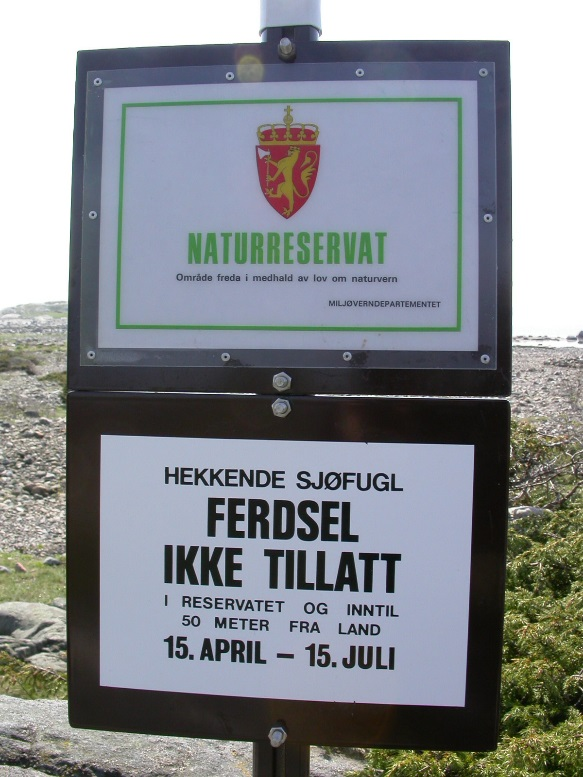 NATURRESERVAT
Område freda i medhald av lov om naturvern
MILJØVERNDEPARTEMENTET
HEKKENDE SJØFUGL
FERDSEL
IKKE TILLATT
I RESERVATET OG INNTIL
50 METER FRA LAND
15. APRIL – 15. JULI